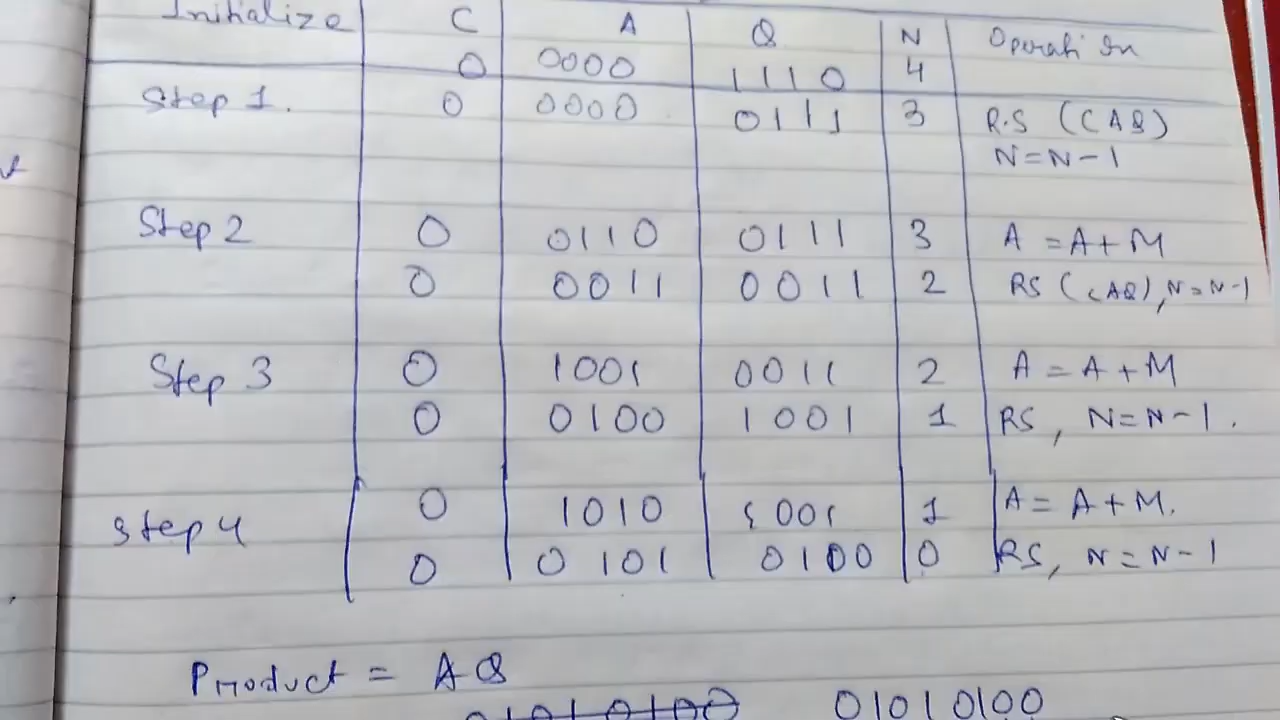 Initialize C A Q N Operation
0 0000 1110 4
Step 1. 0 0000 0111 3 R.S (CAQ)
N=N-1
Step 2 0 0110 0111 3 A = A+M
0 0011 0011 2 RS (CAQ), N=N-1
Step 3 0 1001 0011 2 A = A+M
0 0100 1001 1 RS, N=N-1.
Step 4 0 1010 1001 1 A = A+M.
0 0101 0100 0 RS, N=N-1
Product = AQ
01010100 01010100